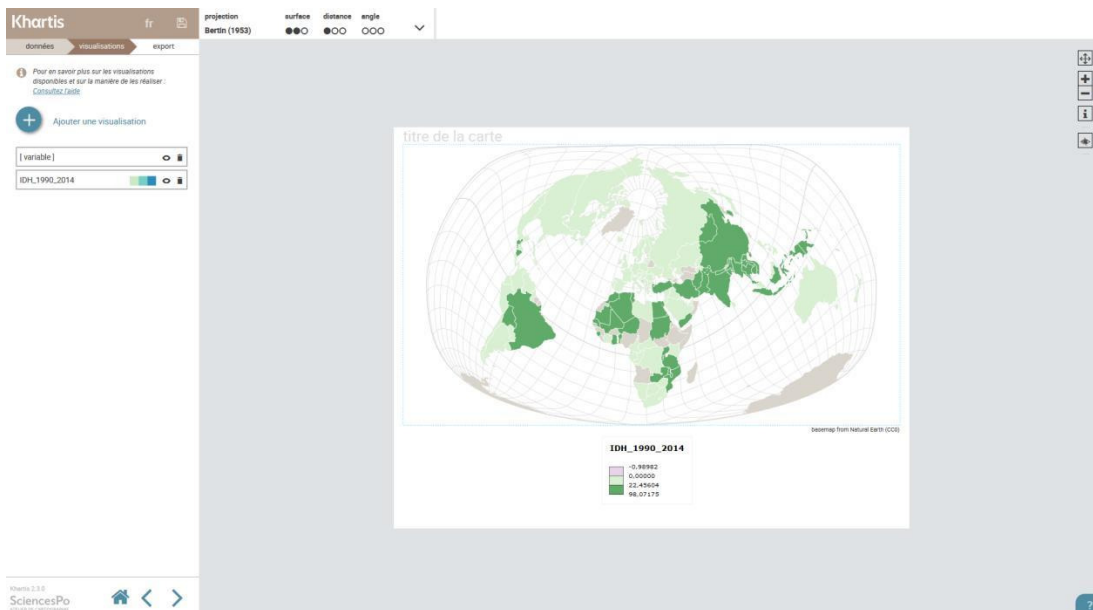 Khartis
fr
projection
surface
distance
angle
Bertin (1953)
données
visualisations
export
Pour en savoir plus sur les visualisations
disponibles et sur la manière de les réaliser :
Consultez l'aide
+
Ajouter une visualisation
[ variable ]
IDH_1990_2014
titre de la carte
basemap from Natural Earth (CC0)
IDH_1990_2014
-0,98982
0,00000
22,45604
98,07175
Khartis 2.3.0
SciencesPo
?